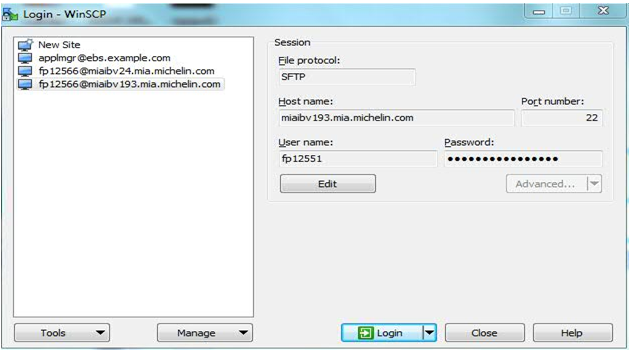 Login - WinSCP
New Site
applmgr@ebs.example.com
fp12566@miaibv24.mia.michelin.com
fp12566@miaibv193.mia.michelin.com
Session
File protocol:
SFTP
Host name:
Port number:
miaibv193.mia.michelin.com
22
User name:
Password:
fp12551
••••••••••••••••
Edit
Advanced...
Tools
Manage
Login
Close
Help